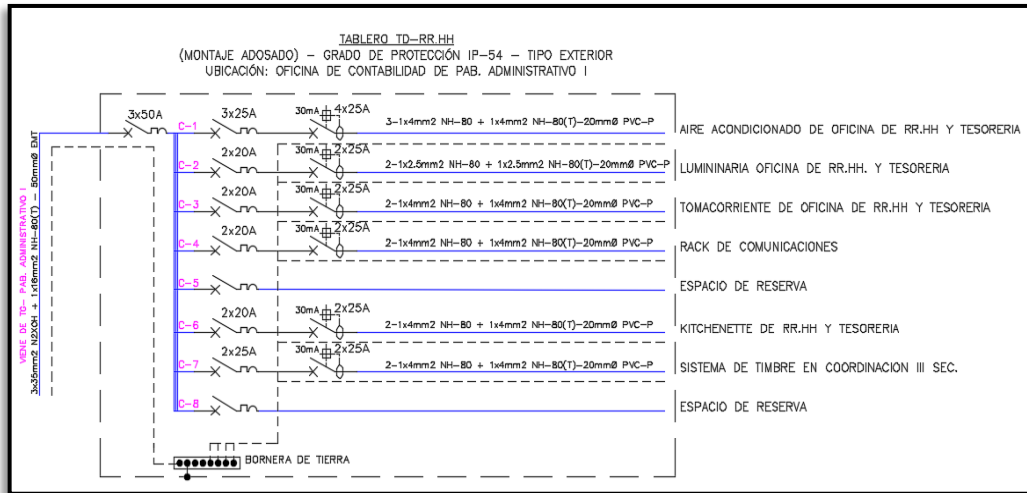 TABLERO TD-RR.HH
(MONTAJE ADOSADO) - GRADO DE PROTECCIÓN IP-54 - TIPO EXTERIOR
UBICACIÓN: OFICINA DE CONTABILIDAD DE PAB. ADMINISTRATIVO I
VIENE DE TG- PAB. ADMINISTRATIVO I
3x35mm2 N2XOH + 1x16mm2 NH-80(T) - 50mmØ EMT
3x50A
C-1 3x25A 30mA 4x25A 3-1x4mm2 NH-80 + 1x4mm2 NH-80(T)-20mmØ PVC-P AIRE ACONDICIONADO DE OFICINA DE RR.HH Y TESORERIA
C-2 2x20A 30mA 2x25A 2-1x2.5mm2 NH-80 + 1x2.5mm2 NH-80(T)-20mmØ PVC-P LUMININARIA OFICINA DE RR.HH. Y TESORERIA
C-3 2x20A 30mA 2x25A 2-1x4mm2 NH-80 + 1x4mm2 NH-80(T)-20mmØ PVC-P TOMACORRIENTE DE OFICINA DE RR.HH Y TESORERIA
C-4 2x20A 30mA 2x25A 2-1x4mm2 NH-80 + 1x4mm2 NH-80(T)-20mmØ PVC-P RACK DE COMUNICACIONES
C-5 ESPACIO DE RESERVA
C-6 2x20A 30mA 2x25A 2-1x4mm2 NH-80 + 1x4mm2 NH-80(T)-20mmØ PVC-P KITCHENETTE DE RR.HH Y TESORERIA
C-7 2x25A 30mA 2x25A 2-1x4mm2 NH-80 + 1x4mm2 NH-80(T)-20mmØ PVC-P SISTEMA DE TIMBRE EN COORDINACION III SEC.
C-8 ESPACIO DE RESERVA
BORNERA DE TIERRA